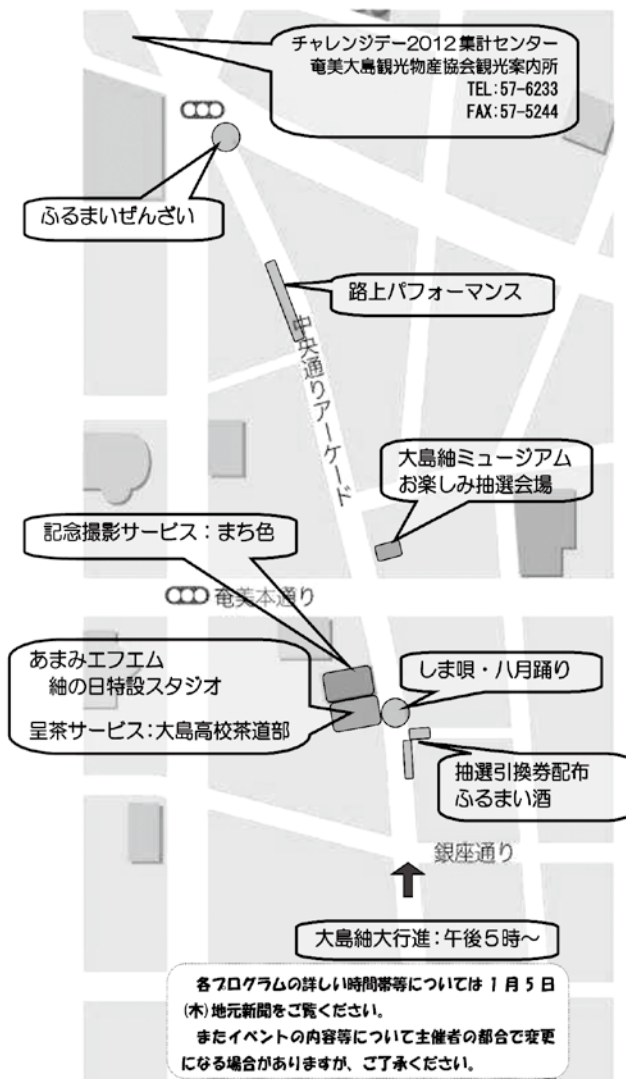 チャレンジデー2012集計センター
奄美大島観光物産協会観光案内所
TEL:57-6233
FAX:57-5244
ふるまいぜんざい
路上パフォーマンス
中央通りアーケード
大島紬ミュージアム
お楽しみ抽選会場
記念撮影サービス：まち色
奄美本通り
あまみエフエム
紬の日特設スタジオ
呈茶サービス：大島高校茶道部
しま唄・八月踊り
抽選引換券配布
ふるまい酒
銀座通り
大島紬大行進：午後５時～
各プログラムの詳しい時間帯等については１月５日
(木)地元新聞をご覧ください。
またイベントの内容等について主催者の都合で変更
になる場合がありますが、ご了承ください。